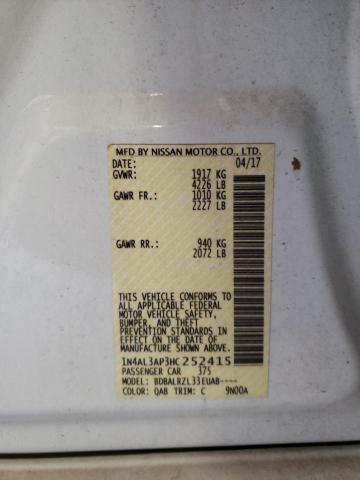 MFD BY NISSAN MOTOR CO., LTD.
DATE: 04/17
GVWR: 1917 KG
4226 LB
GAWR FR.: 1010 KG
2227 LB
GAWR RR.: 940 KG
2072 LB
THIS VEHICLE CONFORMS TO
ALL APPLICABLE FEDERAL
MOTOR VEHICLE SAFETY,
BUMPER, AND THEFT
PREVENTION STANDARDS IN
EFFECT ON THE DATE OF
MANUFACTURE SHOWN ABOVE.
1N4AL3AP3HC252415
PASSENGER CAR 375
MODEL: BDBALRZL33EUAB----
COLOR: QAB TRIM: C 9N00A